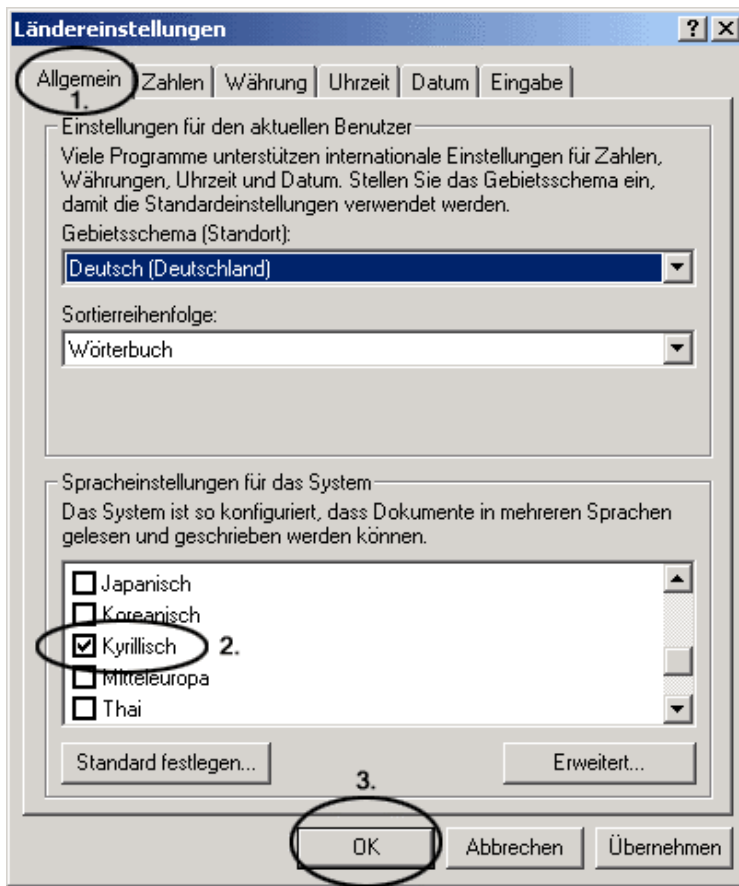 Ländereinstellungen
Allgemein Zahlen Währung Uhrzeit Datum Eingabe
1.
Einstellungen für den aktuellen Benutzer
Viele Programme unterstützen internationale Einstellungen für Zahlen,
Währungen, Uhrzeit und Datum. Stellen Sie das Gebietsschema ein,
damit die Standardeinstellungen verwendet werden.
Gebietsschema (Standort):
Deutsch (Deutschland)
Sortierreihenfolge:
Wörterbuch
Spracheinstellungen für das System
Das System ist so konfiguriert, dass Dokumente in mehreren Sprachen
gelesen und geschrieben werden können.
Japanisch
Koreanisch
Kyrillisch 2.
Mitteleuropa
Thai
Standard festlegen... Erweitert...
3.
OK Abbrechen Übernehmen